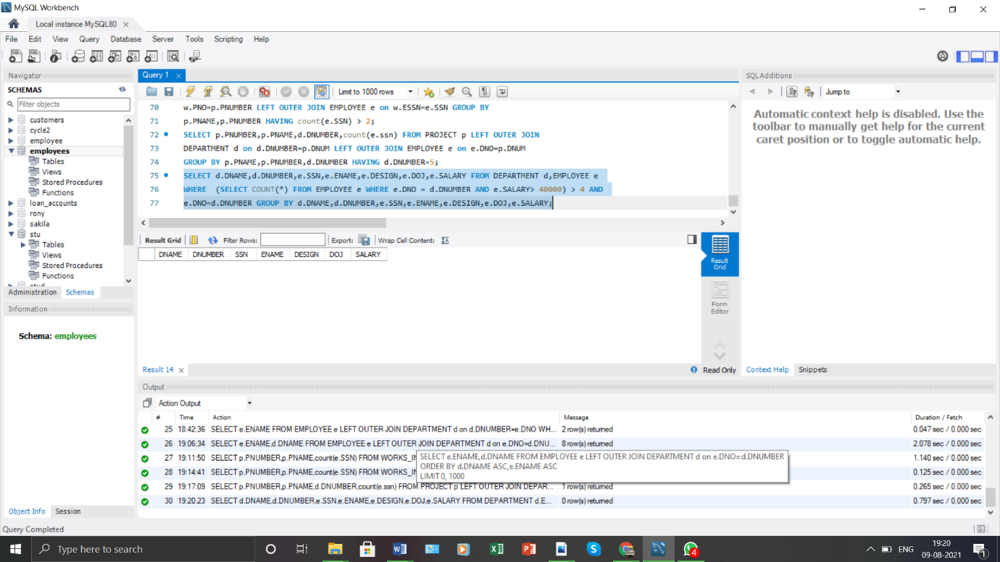 MySQL Workbench
Local instance MySQL80
File Edit View Query Database Server Tools Scripting Help
Navigator
SCHEMAS
Filter objects
customers
cycle2
employee
employees
Tables
Views
Stored Procedures
Functions
loan_accounts
rony
sakila
stu
Tables
Views
Stored Procedures
Functions
Administration Schemas
Information
Schema: employees
Object Info Session
Query Completed
Query 1
Limit to 1000 rows
70 w.PNO=p.PNUMBER LEFT OUTER JOIN EMPLOYEE e on w.ESSN=e.SSN GROUP BY
71 p.PNAME,p.PNUMBER HAVING count(e.SSN) > 2;
72 SELECT p.PNUMBER,p.PNAME,d.DNUMBER,count(e.ssn) FROM PROJECT p LEFT OUTER JOIN
73 DEPARTMENT d on d.DNUMBER=p.DNUM LEFT OUTER JOIN EMPLOYEE e on e.DNO=p.DNUM
74 GROUP BY p.PNAME,p.PNUMBER,d.DNUMBER HAVING d.DNUMBER=5;
75 SELECT d.DNAME,d.DNUMBER,e.SSN,e.ENAME,e.DESIGN,e.DOJ,e.SALARY FROM DEPARTMENT d,EMPLOYEE e
76 WHERE (SELECT COUNT(*) FROM EMPLOYEE e WHERE e.DNO = d.DNUMBER AND e.SALARY> 40000) > 4 AND
77 e.DNO=d.DNUMBER GROUP BY d.DNAME,d.DNUMBER,e.SSN,e.ENAME,e.DESIGN,e.DOJ,e.SALARY;
Result Grid Filter Rows: Export: Wrap Cell Content:
DNAME DNUMBER SSN ENAME DESIGN DOJ SALARY
Result
Grid
Form
Editor
Result 14
Read Only
SQLAdditions
Jump to
Automatic context help is disabled. Use the
toolbar to manually get help for the current
caret position or to toggle automatic help.
Context Help Snippets
Output
Action Output
# Time Action Message Duration / Fetch
25 18:42:36 SELECT e.ENAME FROM EMPLOYEE e LEFT OUTER JOIN DEPARTMENT d on d.DNUMBER=e.DNO WH... 2 row(s) returned 0.047 sec / 0.000 sec
26 19:06:34 SELECT e.ENAME,d.DNAME FROM EMPLOYEE e LEFT OUTER JOIN DEPARTMENT d on e.DNO=d.DNU... 8 row(s) returned 2.078 sec / 0.000 sec
27 19:11:50 SELECT p.PNUMBER,p.PNAME,count(e.SSN) FROM WORKS_IN 1.140 sec / 0.000 sec
28 19:14:41 SELECT p.PNUMBER,p.PNAME,count(e.SSN) FROM WORKS_IN 0.125 sec / 0.000 sec
SELECT e.ENAME,d.DNAME FROM EMPLOYEE e LEFT OUTER JOIN DEPARTMENT d on e.DNO=d.DNUMBER
ORDER BY d.DNAME ASC,e.ENAME ASC
LIMIT 0, 1000
29 19:17:09 SELECT p.PNUMBER,p.PNAME,d.DNUMBER,count(e.ssn) FROM PROJECT p LEFT OUTER JOIN DEPAR... 1 row(s) returned 0.265 sec / 0.000 sec
30 19:20:23 SELECT d.DNAME,d.DNUMBER,e.SSN,e.ENAME,e.DESIGN,e.DOJ,e.SALARY FROM DEPARTMENT d,E... 0 row(s) returned 0.797 sec / 0.000 sec
Type here to search
4
ENG
19:20
09-08-2021
1